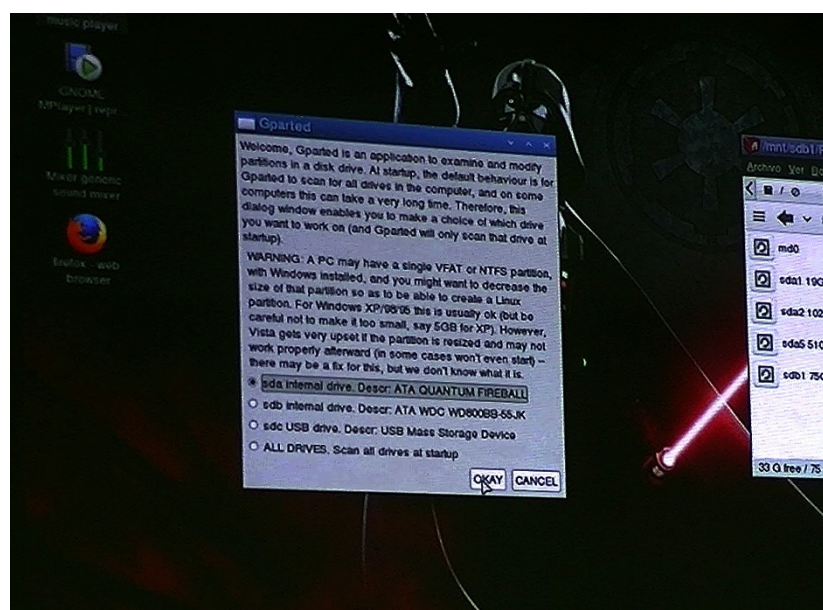 music player
GNOME
MPlayer | repr
Mixer generic
sound mixer
firefox - web
browser
Gparted
Welcome, Gparted is an application to examine and modify
partitions in a disk drive. At startup, the default behaviour is for
Gparted to scan for all drives in the computer, and on some
computers this can take a very long time. Therefore, this
dialog window enables you to make a choice of which drive
you want to work on (and Gparted will only scan that drive at
startup).
WARNING: A PC may have a single VFAT or NTFS partition,
with Windows installed, and you might want to decrease the
size of that partition so as to be able to create a Linux
partition. For Windows XP/98/95 this is usually ok (but be
careful not to make it too small, say 5GB for XP). However,
Vista gets very upset if the partition is resized and may not
work properly afterward (in some cases won't even start) --
there may be a fix for this, but we don't know what it is.
sda internal drive. Descr: ATA QUANTUM FIREBALL
sdb internal drive. Descr: ATA WDC WD800BB-55JK
sdc USB drive. Descr: USB Mass Storage Device
ALL DRIVES. Scan all drives at startup
OKAY CANCEL
/mnt/sdb1/
Archivo Ver
md0
sda1 19G
sda2 102
sda5 510
sdb1 750
33 G free / 75